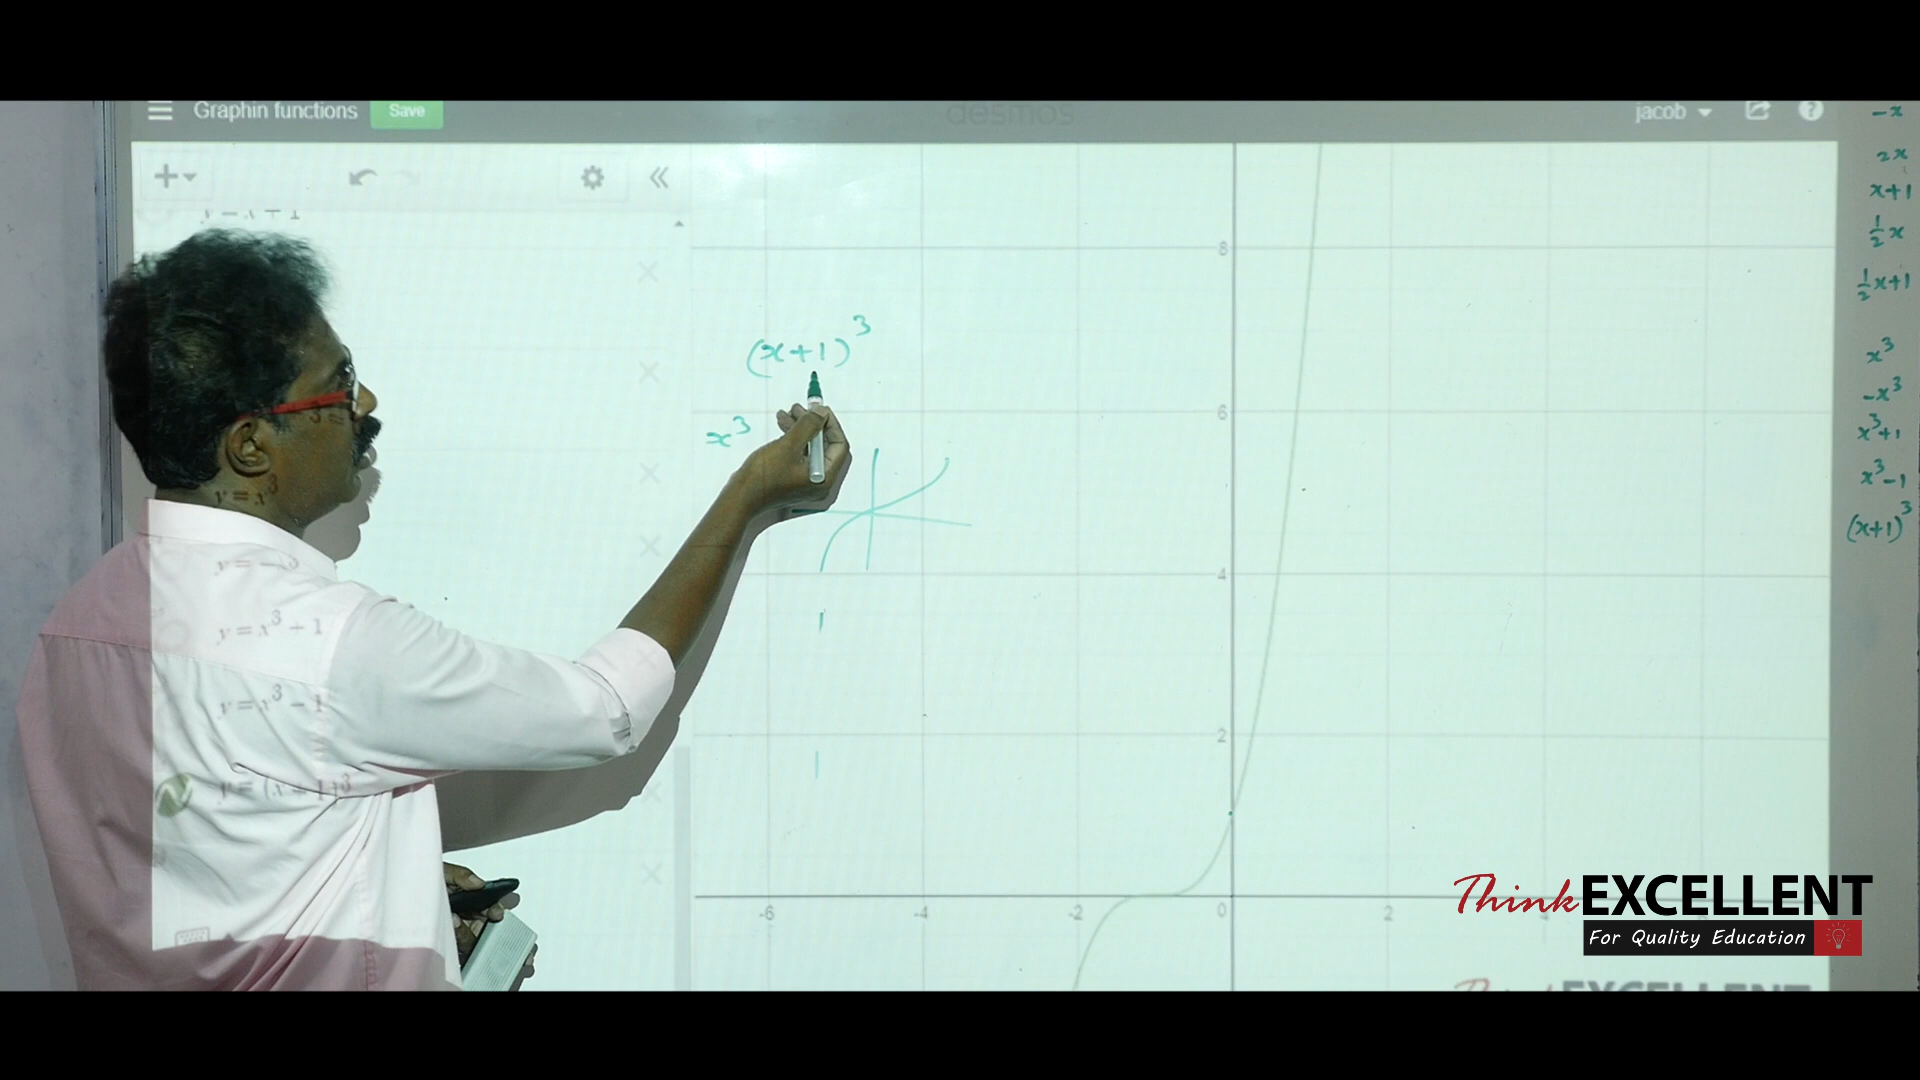 Graphin functions
Save
desmos
jacob
(x+1)³
x³
y = x³
y = x³ + 1
y = x³ − 1
8
6
4
2
-6
-4
-2
0
2
-x
2x
x+1
½x
½x+1
x³
-x³
x³+1
x³-1
(x+1)³
Think EXCELLENT
For Quality Education